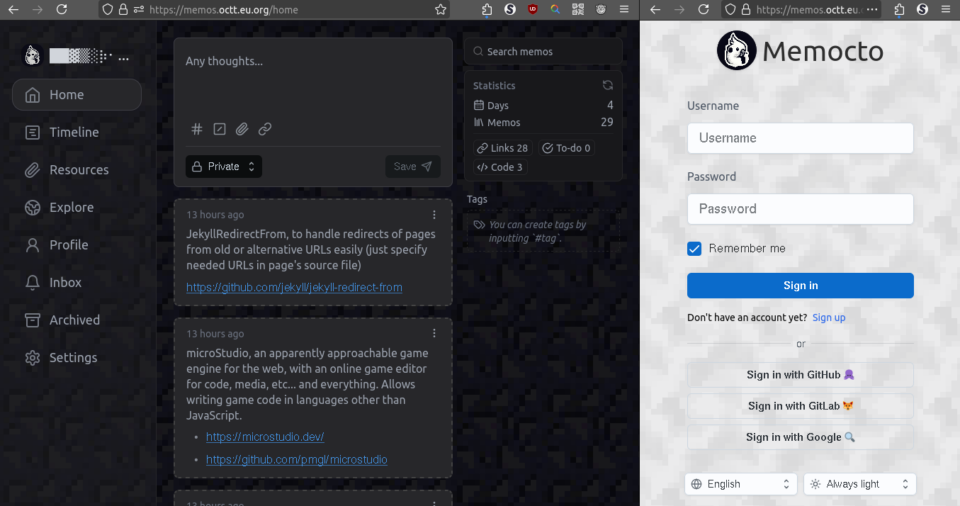 https://memos.octt.eu.org/home
...
Home
Timeline
Resources
Explore
Profile
Inbox
Archived
Settings
Any thoughts...
Private
Save
13 hours ago
JekyllRedirectFrom, to handle redirects of pages
from old or alternative URLs easily (just specify
needed URLs in page's source file)
https://github.com/jekyll/jekyll-redirect-from
13 hours ago
microStudio, an apparently approachable game
engine for the web, with an online game editor
for code, media, etc... and everything. Allows
writing game code in languages other than
JavaScript.
https://microstudio.dev/
https://github.com/pmgl/microstudio
13 hours ago
Search memos
Statistics
Days 4
Memos 29
Links 28 To-do 0
Code 3
Tags
You can create tags by
inputting `#tag`.
https://memos.octt.eu.
Memocto
Username
Username
Password
Password
Remember me
Sign in
Don't have an account yet? Sign up
or
Sign in with GitHub
Sign in with GitLab
Sign in with Google
English
Always light